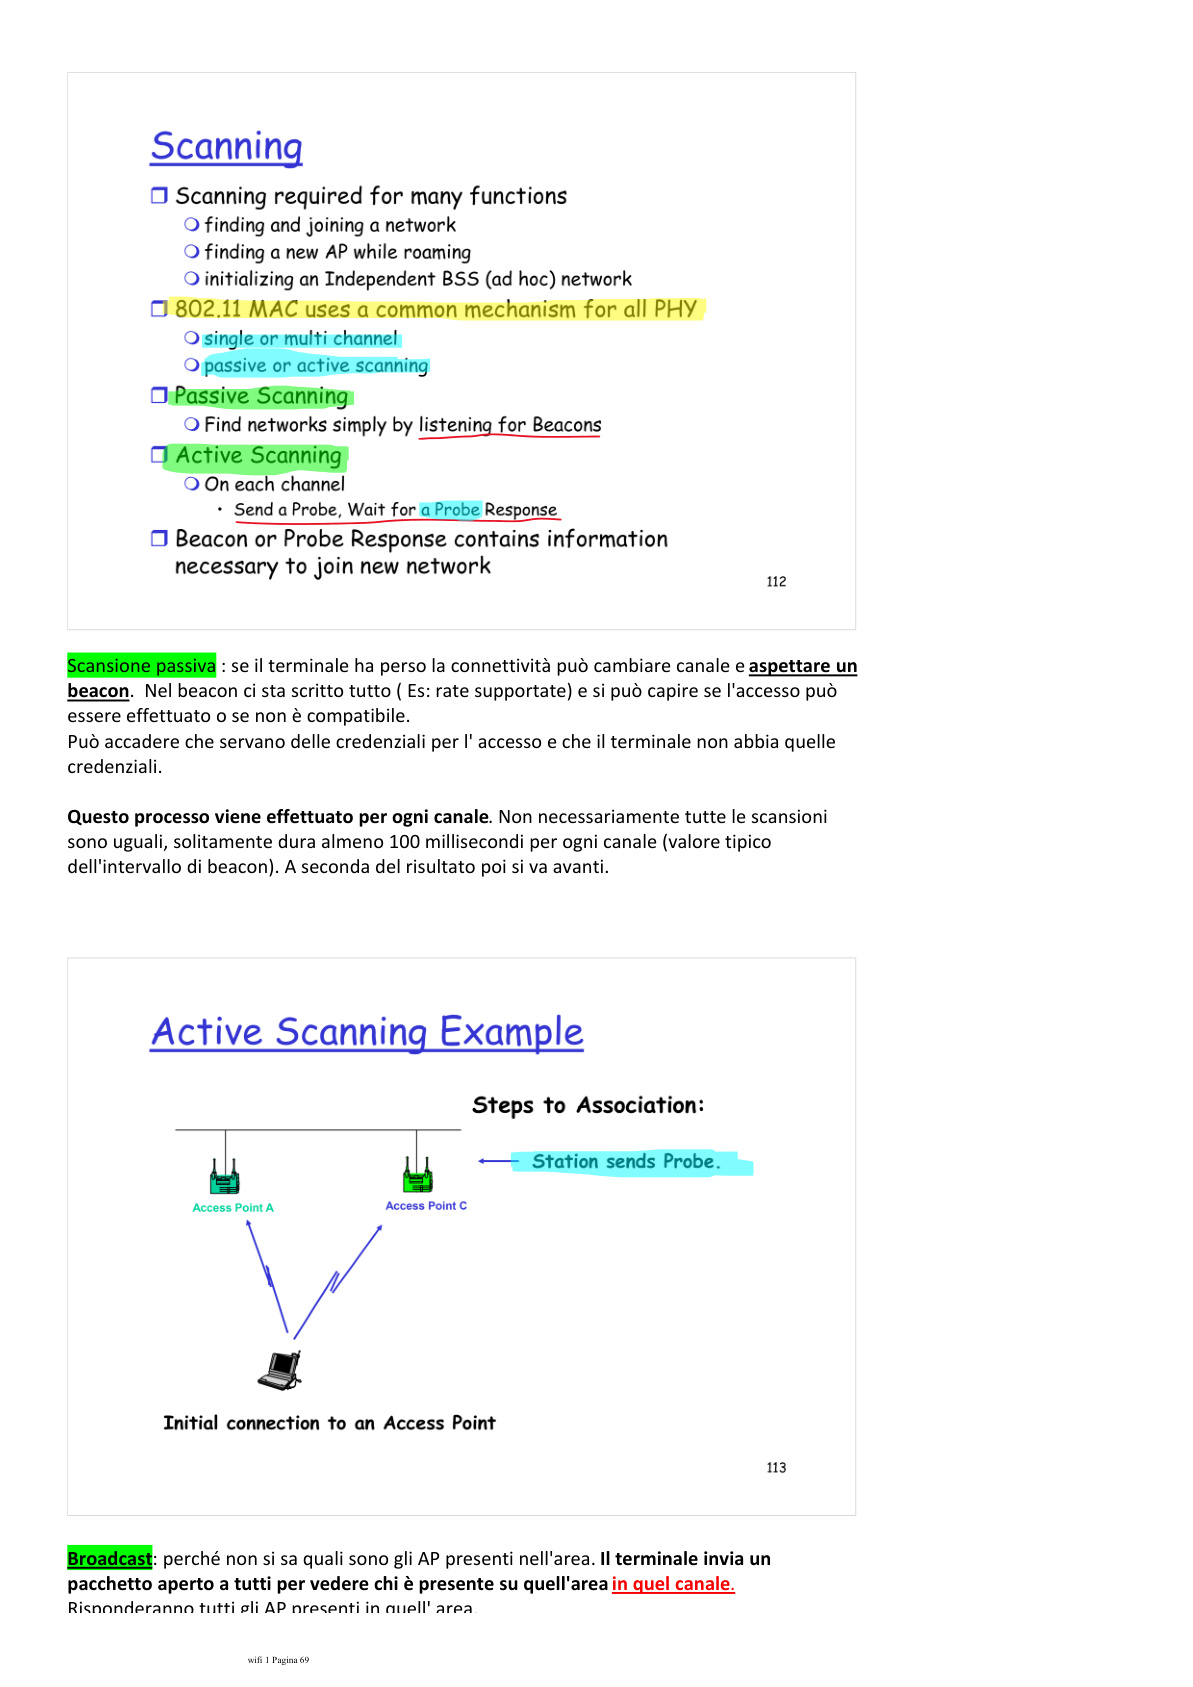 Scanning
❒ Scanning required for many functions
❍ finding and joining a network
❍ finding a new AP while roaming
❍ initializing an Independent BSS (ad hoc) network
❒ 802.11 MAC uses a common mechanism for all PHY
❍ single or multi channel
❍ passive or active scanning
❒ Passive Scanning
❍ Find networks simply by listening for Beacons
❒ Active Scanning
❍ On each channel
• Send a Probe, Wait for a Probe Response
❒ Beacon or Probe Response contains information
necessary to join new network
112
Scansione passiva : se il terminale ha perso la connettività può cambiare canale e aspettare un
beacon. Nel beacon ci sta scritto tutto ( Es: rate supportate) e si può capire se l'accesso può
essere effettuato o se non è compatibile.
Può accadere che servano delle credenziali per l' accesso e che il terminale non abbia quelle
credenziali.
Questo processo viene effettuato per ogni canale. Non necessariamente tutte le scansioni
sono uguali, solitamente dura almeno 100 millisecondi per ogni canale (valore tipico
dell'intervallo di beacon). A seconda del risultato poi si va avanti.
Active Scanning Example
Steps to Association:
Station sends Probe.
Access Point A
Access Point C
Initial connection to an Access Point
113
Broadcast: perché non si sa quali sono gli AP presenti nell'area. Il terminale invia un
pacchetto aperto a tutti per vedere chi è presente su quell'area in quel canale.
Risponderanno tutti gli AP presenti in quell' area.
wifi 1 Pagina 69